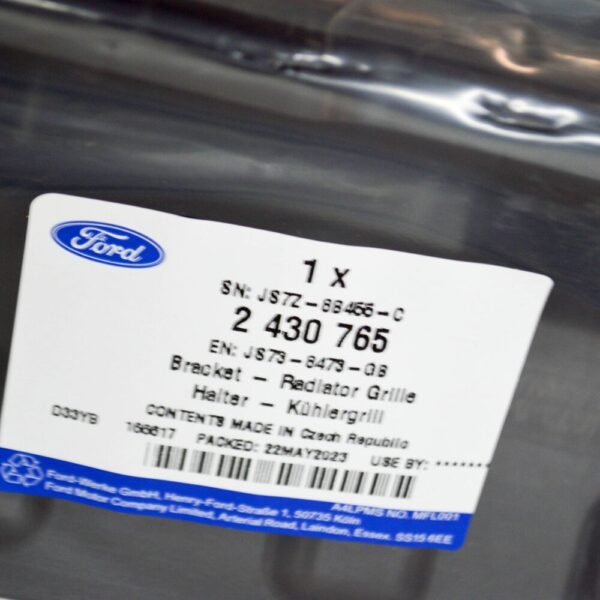 Ford
1 x
SN: JS7Z-8B455-C
2 430 765
EN: JS73-8473-GB
Bracket - Radiator Grille
Halter - Kühlergrill
CONTENTS MADE IN Czech Republic
D33YB 166617 PACKED: 22MAY2023 USE BY: *******
A4LPMS NO. MFL001
Ford-Werke GmbH, Henry-Ford-Straße 1, 50735 Köln
Ford Motor Company Limited, Arterial Road, Laindon, Essex. SS15 6EE